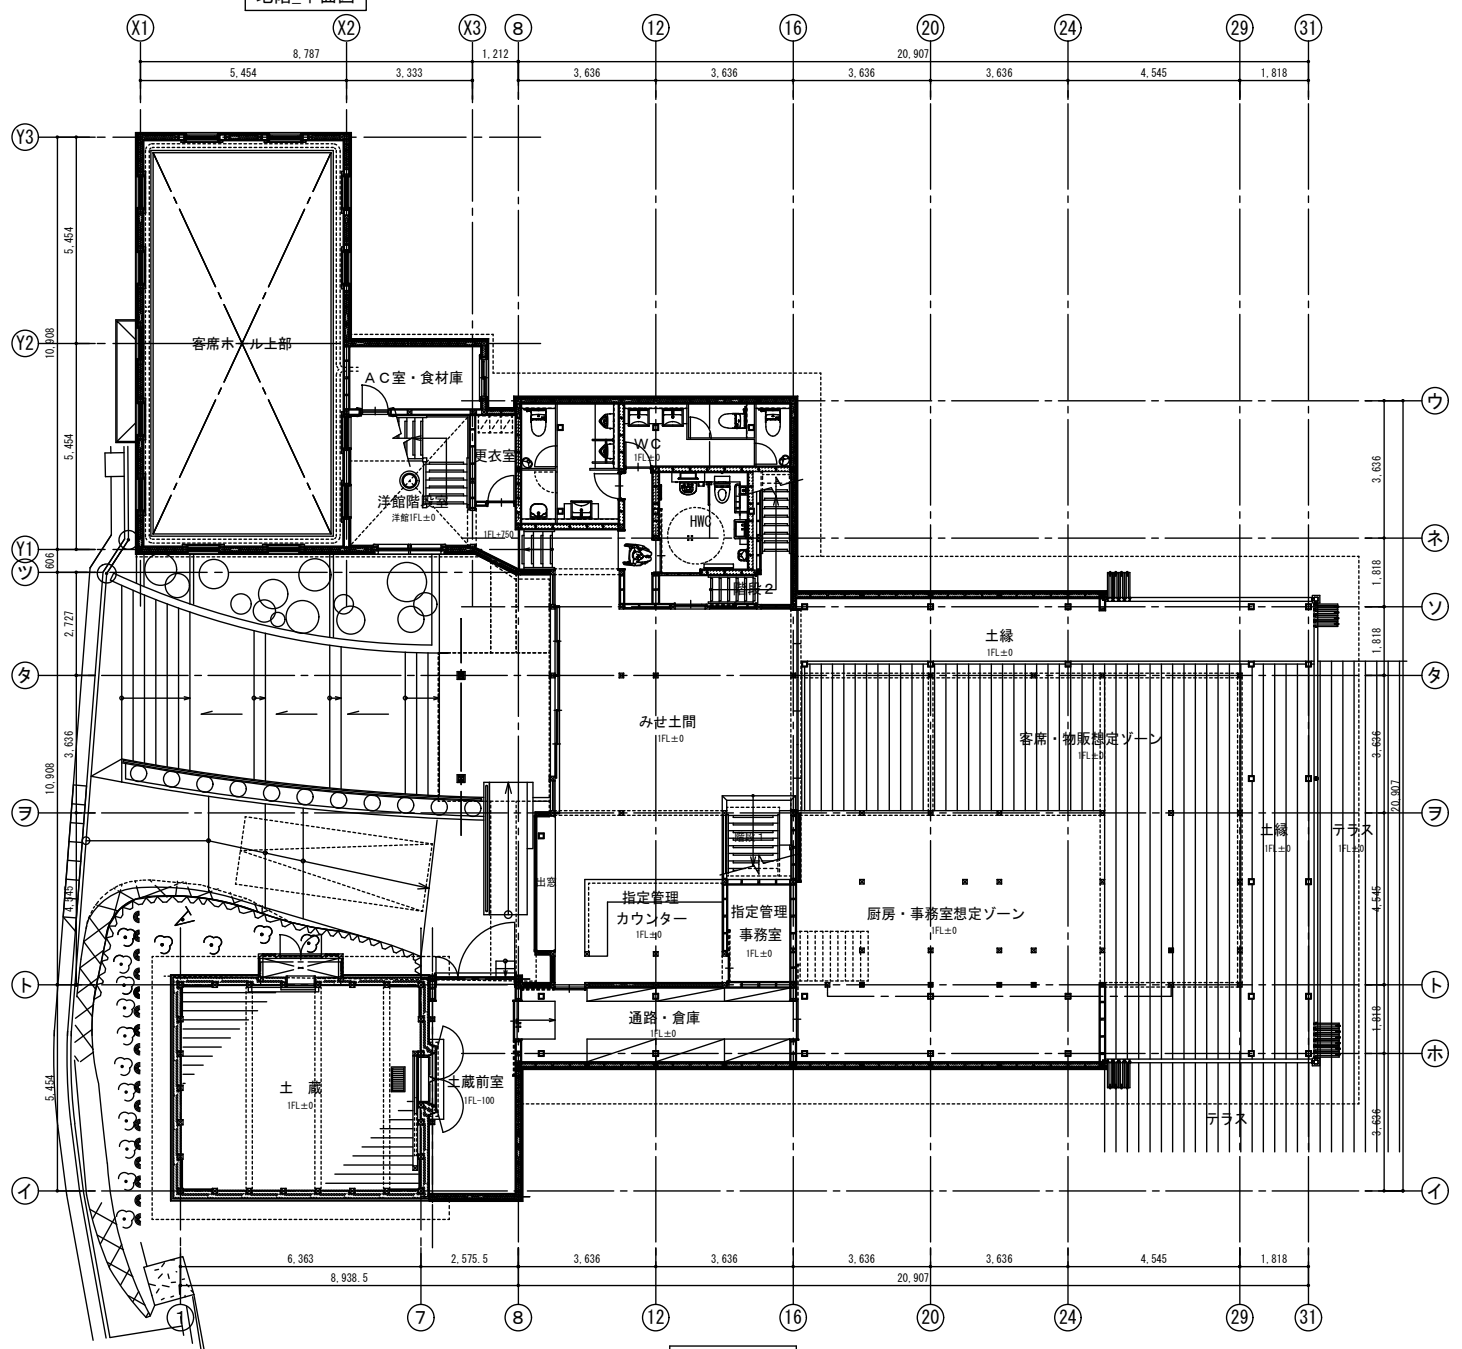 X1 X2 X3 8 12 16 20 24 29 31
8,787 1,212 20,907
5,454 3,333 3,636 3,636 3,636 3,636 4,545 1,818
Y3
5,454
Y2
10,908
客席ホール上部
AC室・食材庫
ウ
5,454
WC
1FL±0
更衣室
3,636
洋館階段室
洋館1FL±0
HWC
1FL+750
Y1
ネ
606
ツ
階段2
1,818
ソ
2,727
土縁
1FL±0
1,818
タ
タ
みせ土間
1FL±0
客席・物販想定ゾーン
1FL±0
3,636
3,636
10,908
20,907
ヲ
ヲ
階段1
土縁
1FL±0
テラス
1FL±0
出窓
4,545
4,545
指定管理
カウンター
1FL±0
指定管理
事務室
1FL±0
厨房・事務室想定ゾーン
1FL±0
ト
ト
通路・倉庫
1FL±0
1,818
ホ
5,454
土 蔵
1FL±0
土蔵前室
1FL-100
テラス
3,636
イ
イ
6,363 2,575.5 3,636 3,636 3,636 3,636 4,545 1,818
8,938.5 20,907
1 7 8 12 16 20 24 29 31